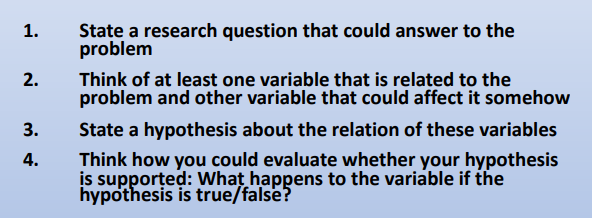 1. State a research question that could answer to the
problem
2. Think of at least one variable that is related to the
problem and other variable that could affect it somehow
3. State a hypothesis about the relation of these variables
4. Think how you could evaluate whether your hypothesis
is supported: What happens to the variable if the
hypothesis is true/false?